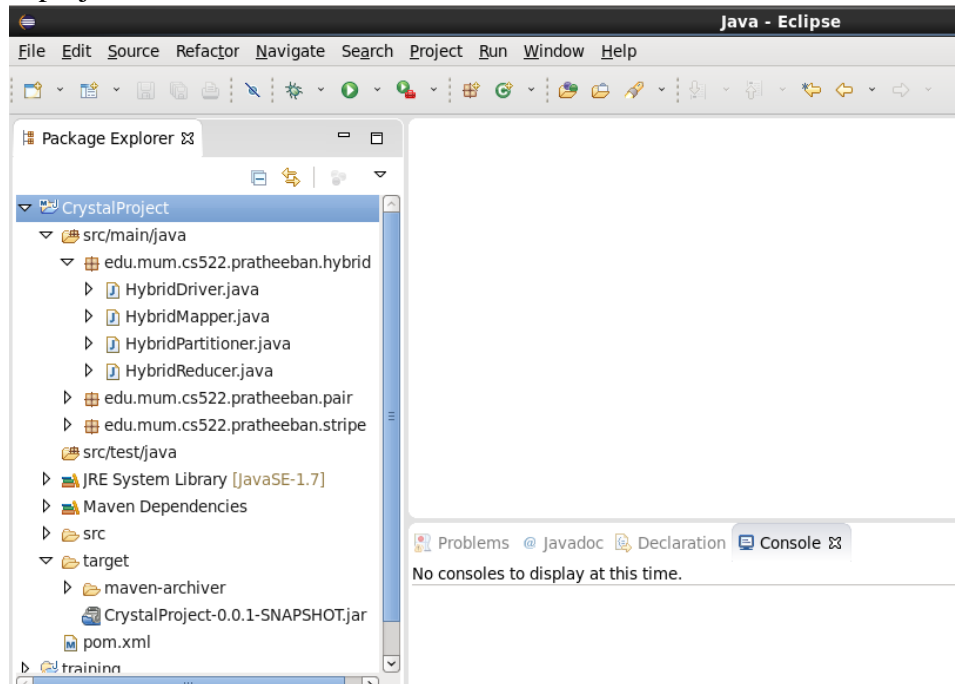 Java - Eclipse
File Edit Source Refactor Navigate Search Project Run Window Help
Package Explorer
CrystalProject
src/main/java
edu.mum.cs522.pratheeban.hybrid
HybridDriver.java
HybridMapper.java
HybridPartitioner.java
HybridReducer.java
edu.mum.cs522.pratheeban.pair
edu.mum.cs522.pratheeban.stripe
src/test/java
JRE System Library [JavaSE-1.7]
Maven Dependencies
src
target
maven-archiver
CrystalProject-0.0.1-SNAPSHOT.jar
pom.xml
training
Problems @ Javadoc Declaration Console
No consoles to display at this time.